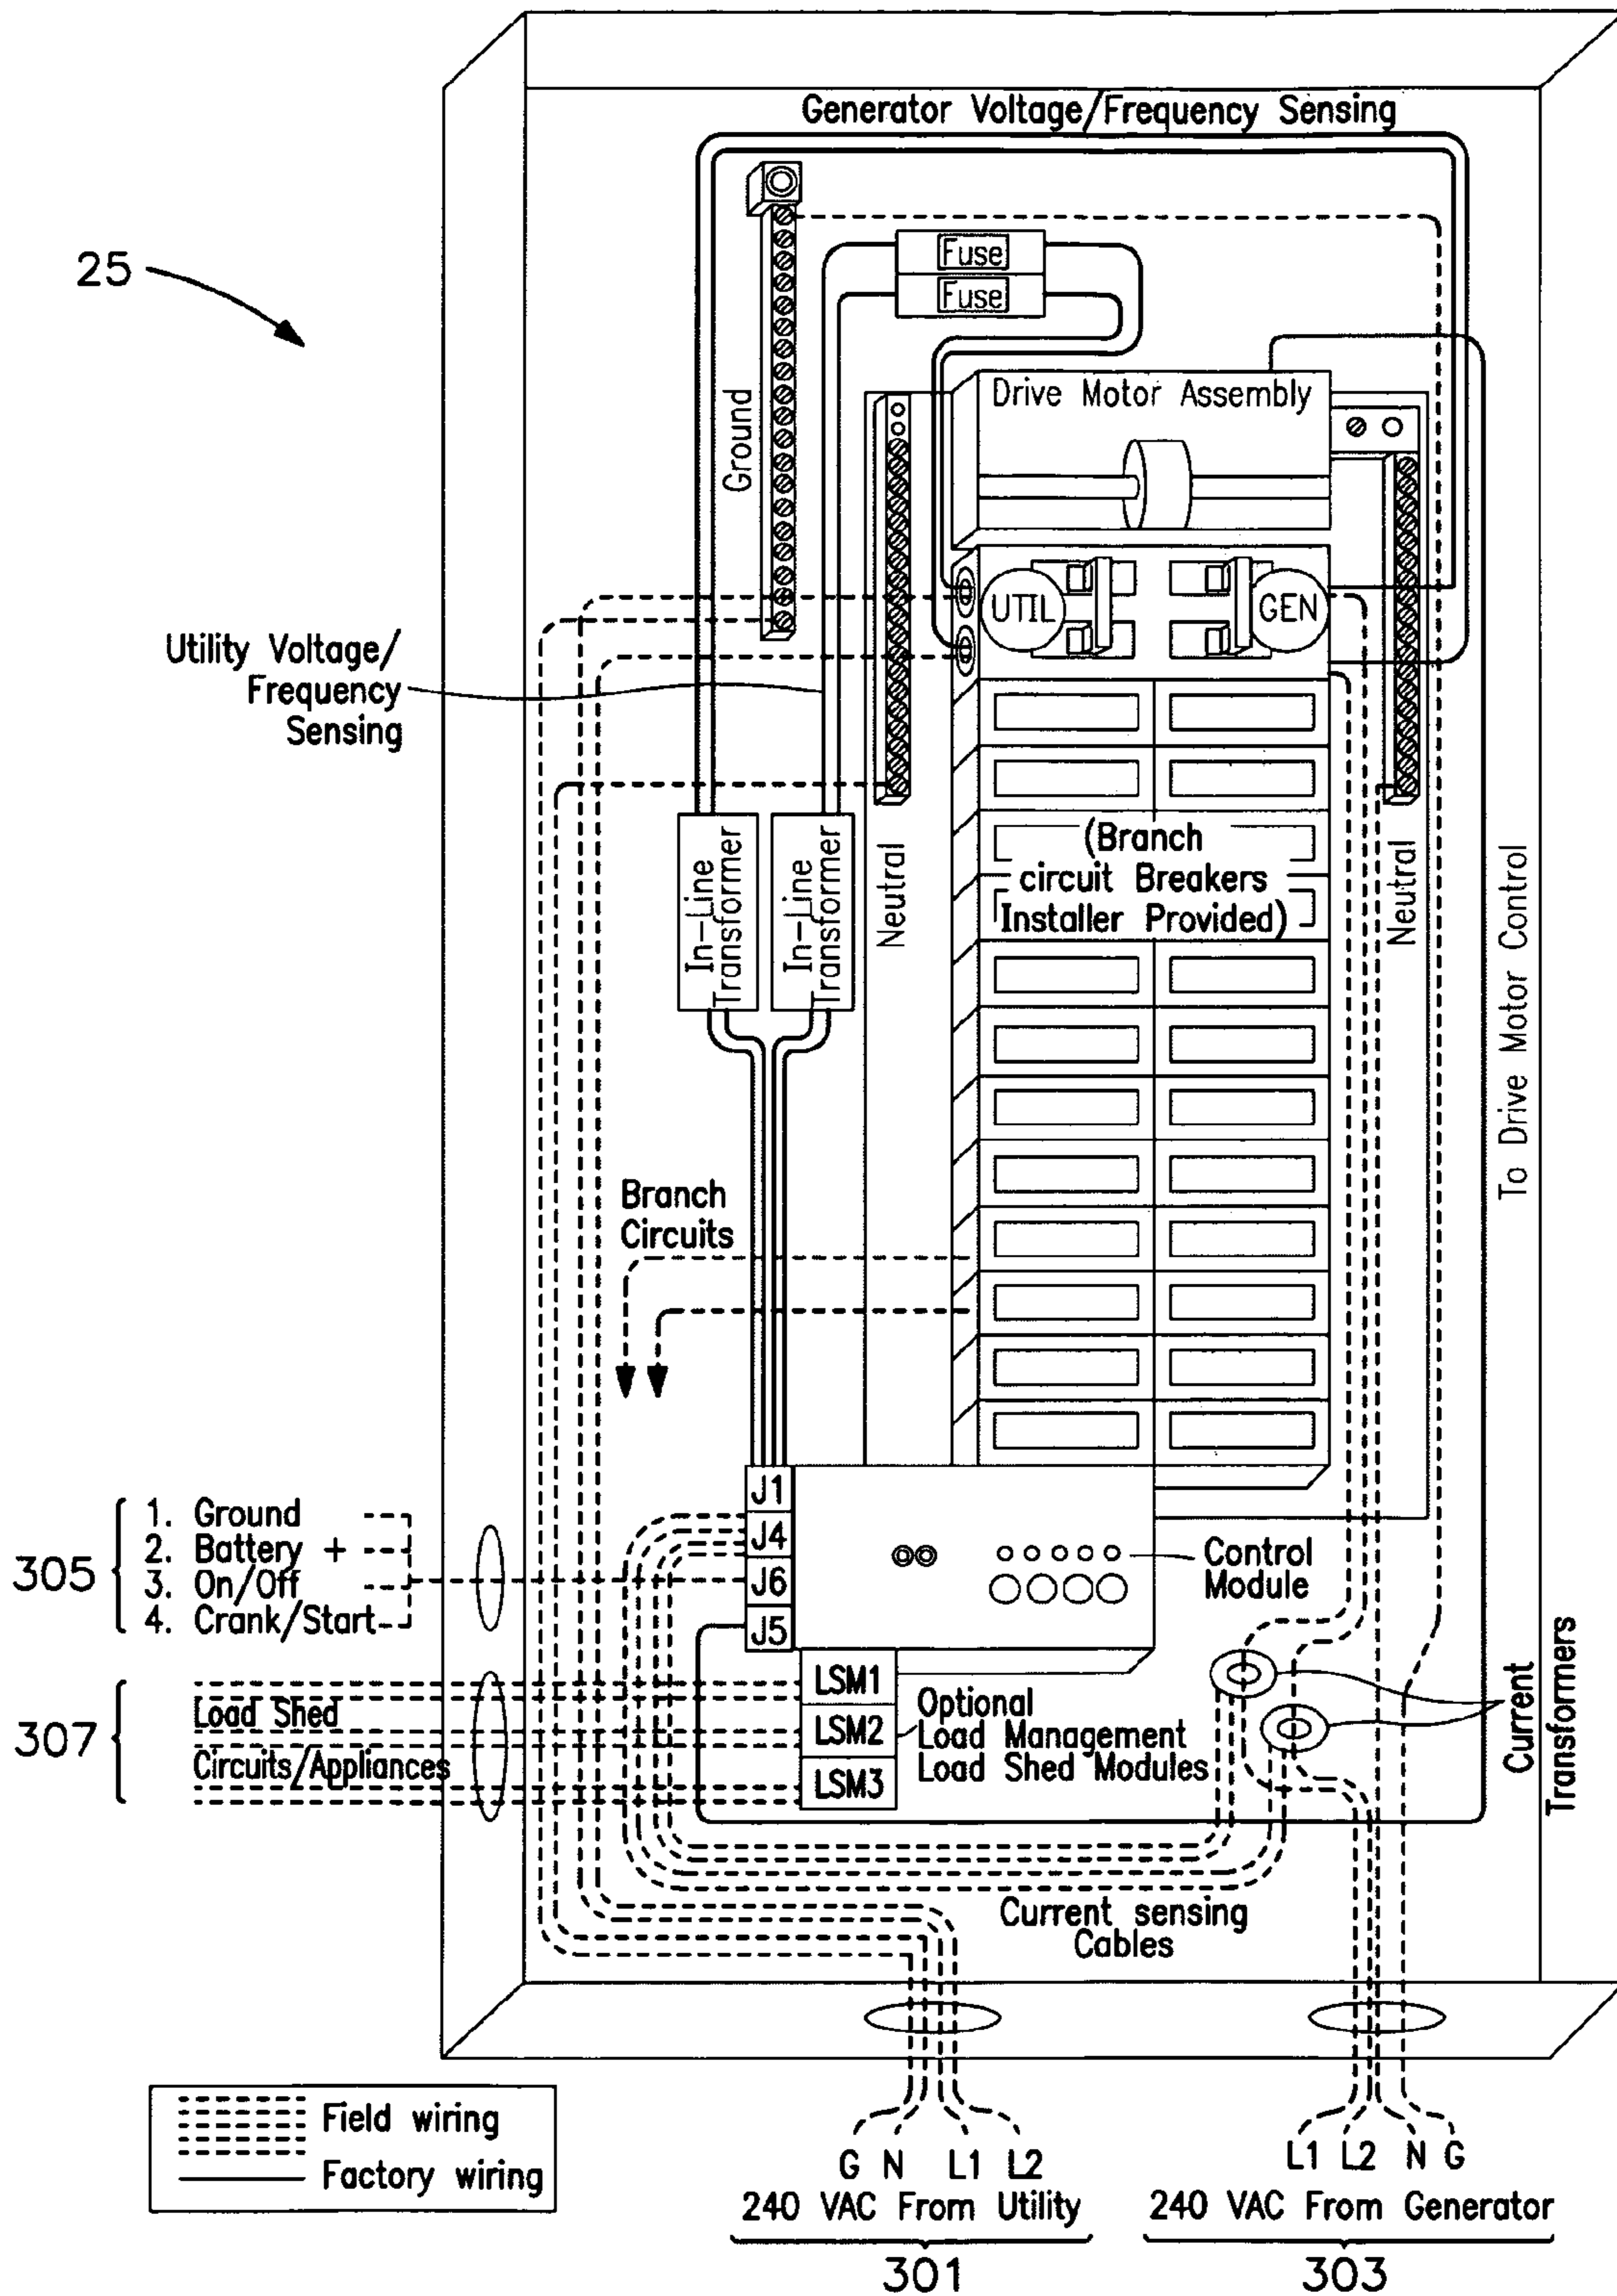 Generator Voltage/Frequency Sensing
25
Fuse
Fuse
Drive Motor Assembly
Ground
UTIL
GEN
Utility Voltage/
Frequency
Sensing
In-Line
Transformer
In-Line
Transformer
Neutral
(Branch
circuit Breakers
Installer Provided)
Neutral
To Drive Motor Control
Branch
Circuits
J1
J4
J6
J5
305
1. Ground
2. Battery +
3. On/Off
4. Crank/Start
Control
Module
307
Load Shed
Circuits/Appliances
LSM1
LSM2
LSM3
Optional
Load Management
Load Shed Modules
Current
Transformers
Current sensing
Cables
Field wiring
Factory wiring
G N L1 L2
240 VAC From Utility
301
L1 L2 N G
240 VAC From Generator
303